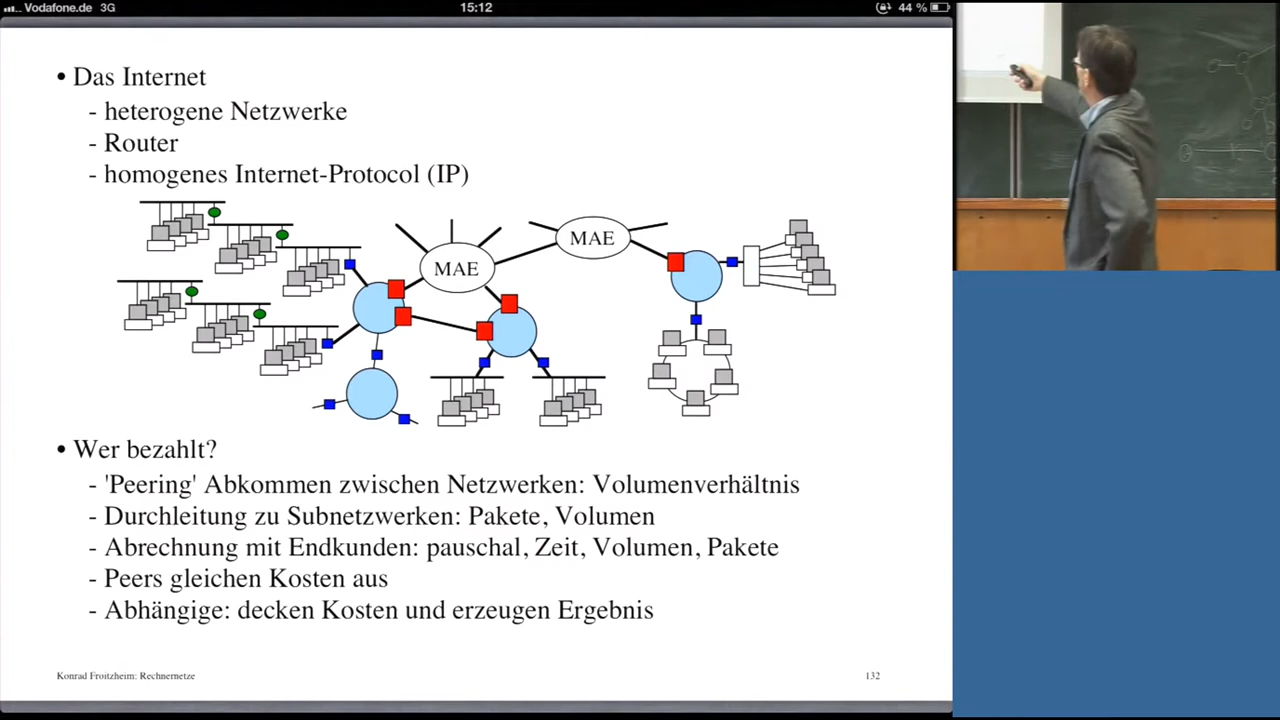 Vodafone.de 3G 15:12 44 %
• Das Internet
- heterogene Netzwerke
- Router
- homogenes Internet-Protocol (IP)
MAE
MAE
• Wer bezahlt?
- 'Peering' Abkommen zwischen Netzwerken: Volumenverhältnis
- Durchleitung zu Subnetzwerken: Pakete, Volumen
- Abrechnung mit Endkunden: pauschal, Zeit, Volumen, Pakete
- Peers gleichen Kosten aus
- Abhängige: decken Kosten und erzeugen Ergebnis
Konrad Froitzheim: Rechnernetze 132